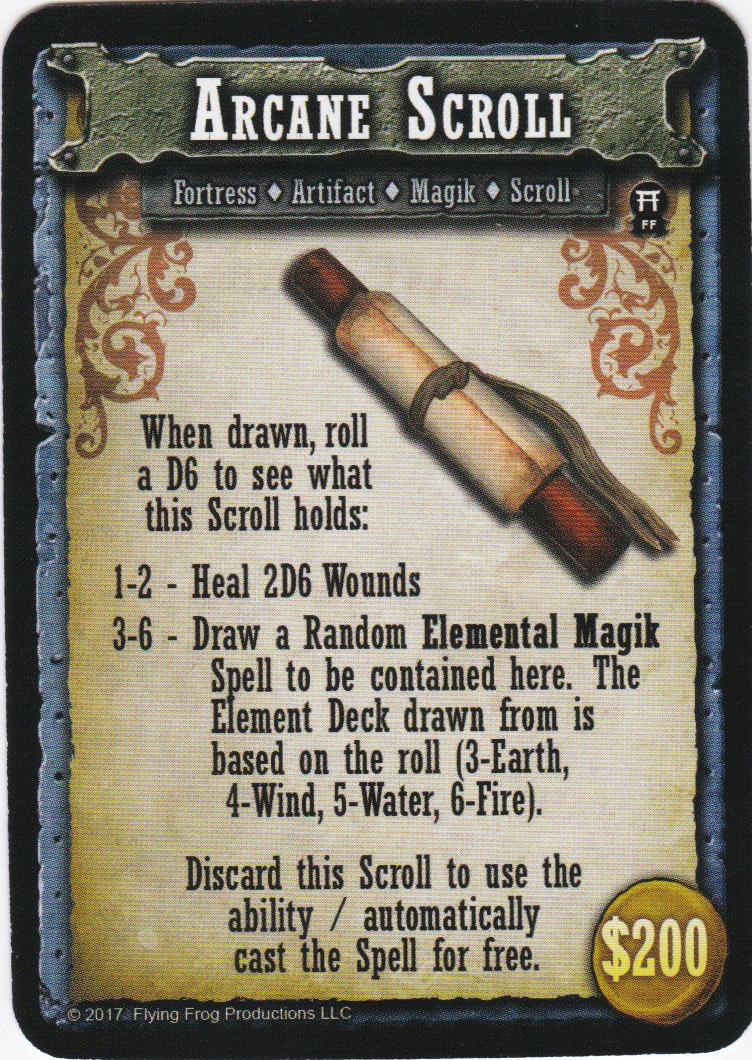 Arcane Scroll
Fortress ♦ Artifact ♦ Magik ♦ Scroll
FF
When drawn, roll
a D6 to see what
this Scroll holds:
1-2 - Heal 2D6 Wounds
3-6 - Draw a Random Elemental Magik
Spell to be contained here. The
Element Deck drawn from is
based on the roll (3-Earth,
4-Wind, 5-Water, 6-Fire).
Discard this Scroll to use the
ability / automatically
cast the Spell for free.
$200
© 2017 Flying Frog Productions LLC